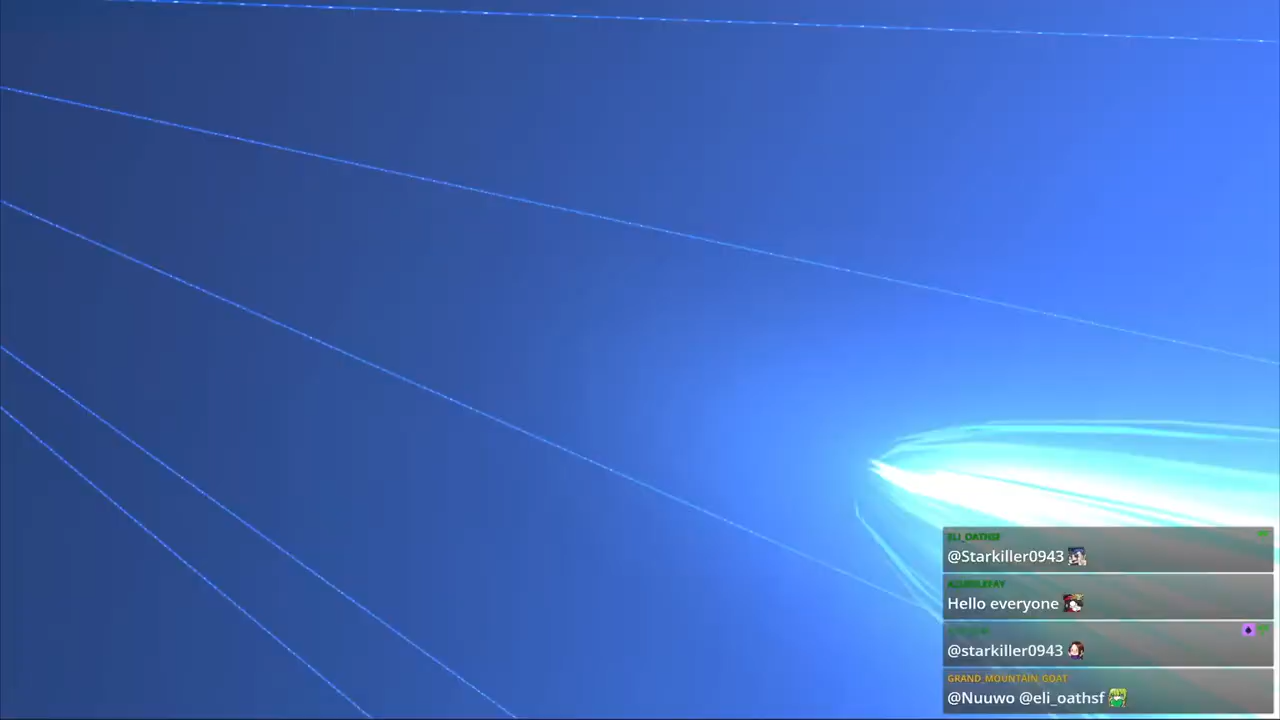 ELI_OATHSF
@Starkiller0943
Hello everyone
@starkiller0943
GRAND_MOUNTAIN_GOAT
@Nuuwo @eli_oathsf